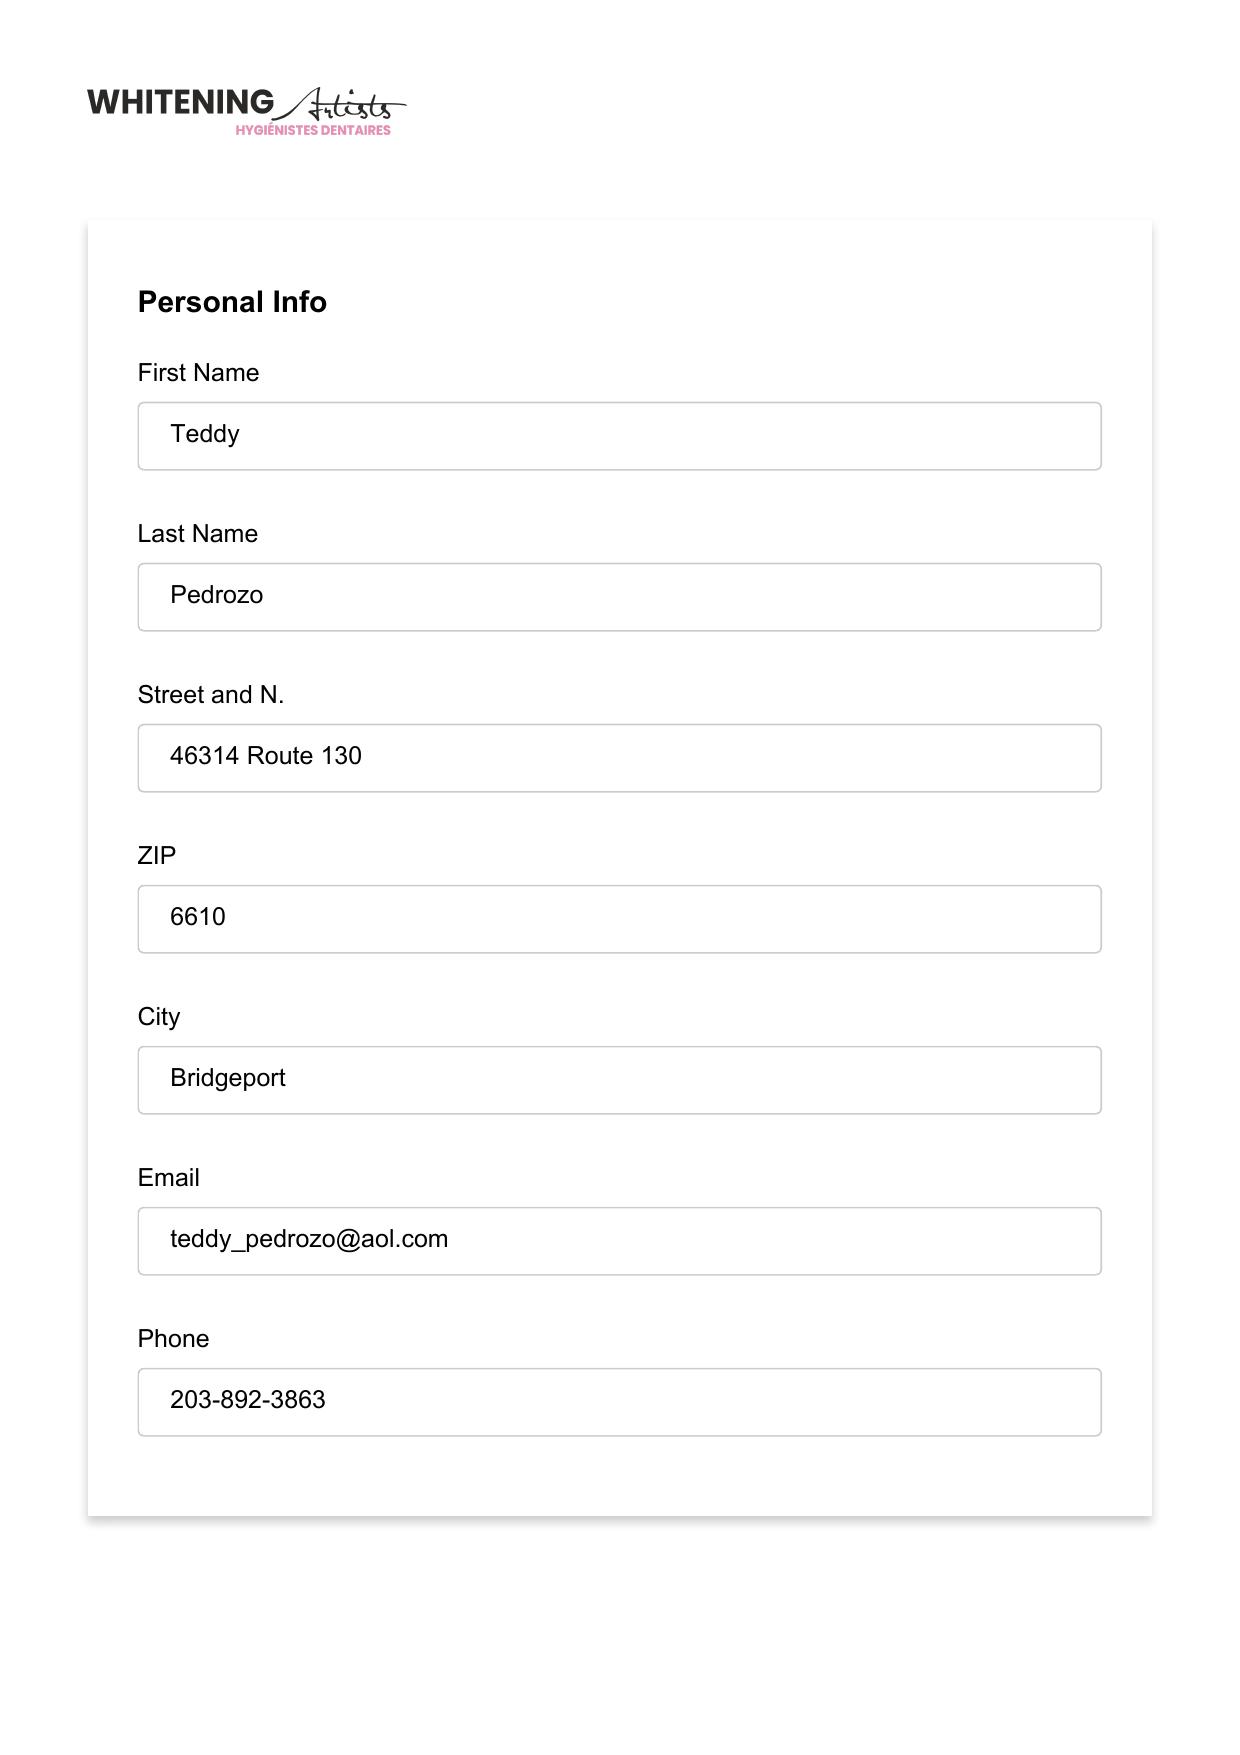 WHITENING Artists
HYGIÉNISTES DENTAIRES
Personal Info
First Name
Teddy
Last Name
Pedrozo
Street and N.
46314 Route 130
ZIP
6610
City
Bridgeport
Email
teddy_pedrozo@aol.com
Phone
203-892-3863